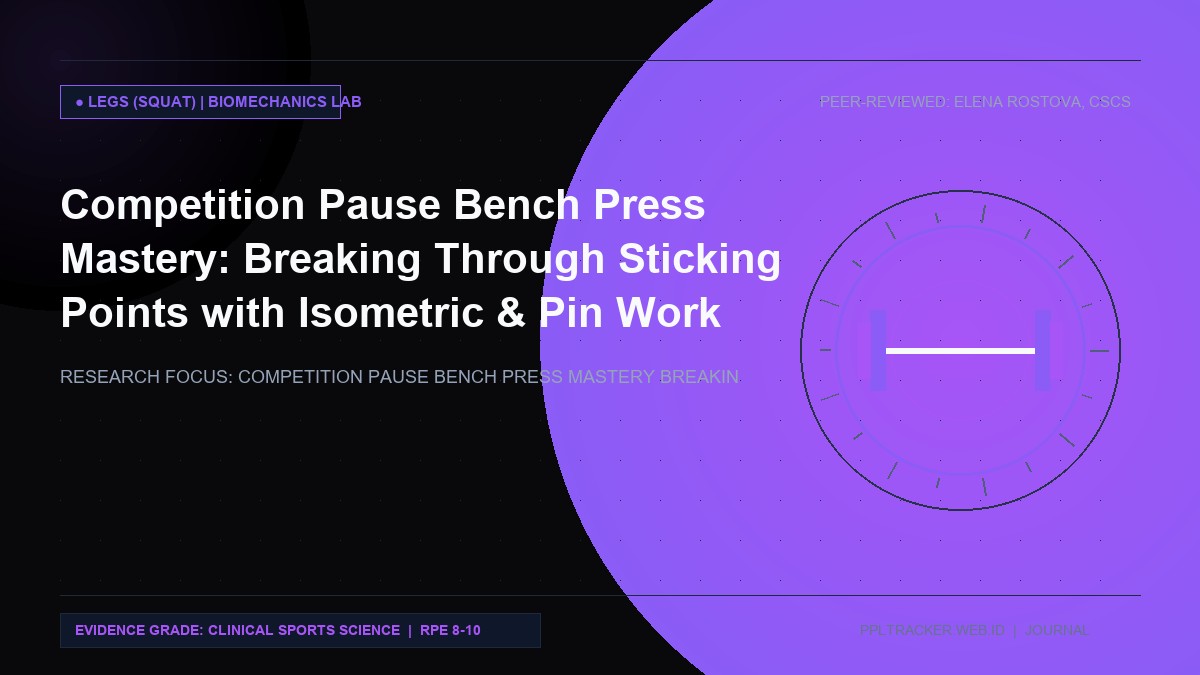 ● LEGS (SQUAT) | BIOMECHANICS LAB
PEER-REVIEWED: ELENA ROSTOVA, CSCS
Competition Pause Bench Press
Mastery: Breaking Through Sticking
Points with Isometric & Pin Work
RESEARCH FOCUS: COMPETITION PAUSE BENCH PRESS MASTERY BREAKIN
EVIDENCE GRADE: CLINICAL SPORTS SCIENCE | RPE 8-10
PPLTRACKER WEB ID | JOURNAL